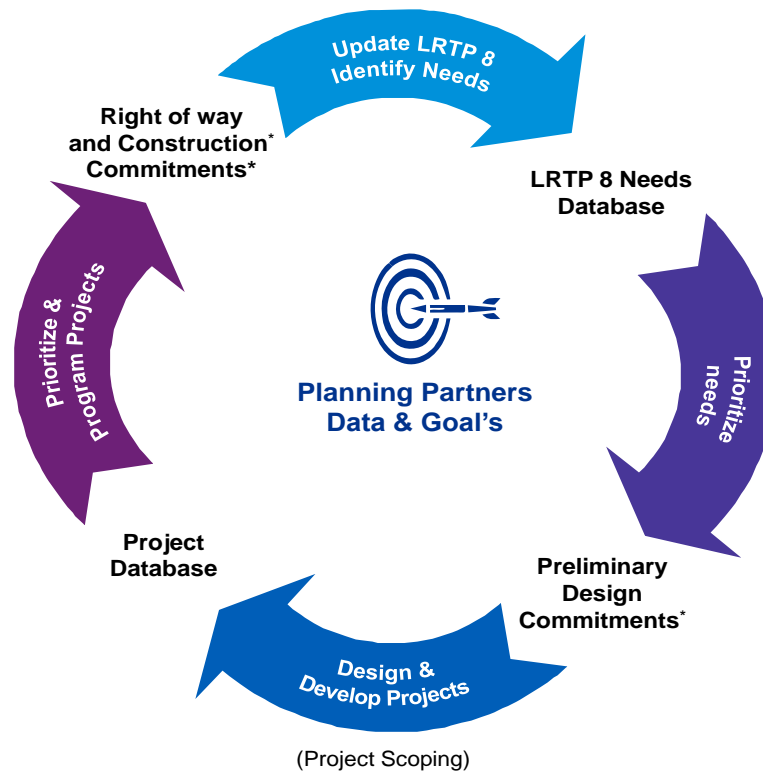 Update LRTP 8
Identify Needs
Right of way
and Construction*
Commitments*
LRTP 8 Needs
Database
Prioritize &
Program Projects
Planning Partners
Data & Goal's
Prioritize
needs
Project
Database
Preliminary
Design
Commitments*
Design &
Develop Projects
(Project Scoping)